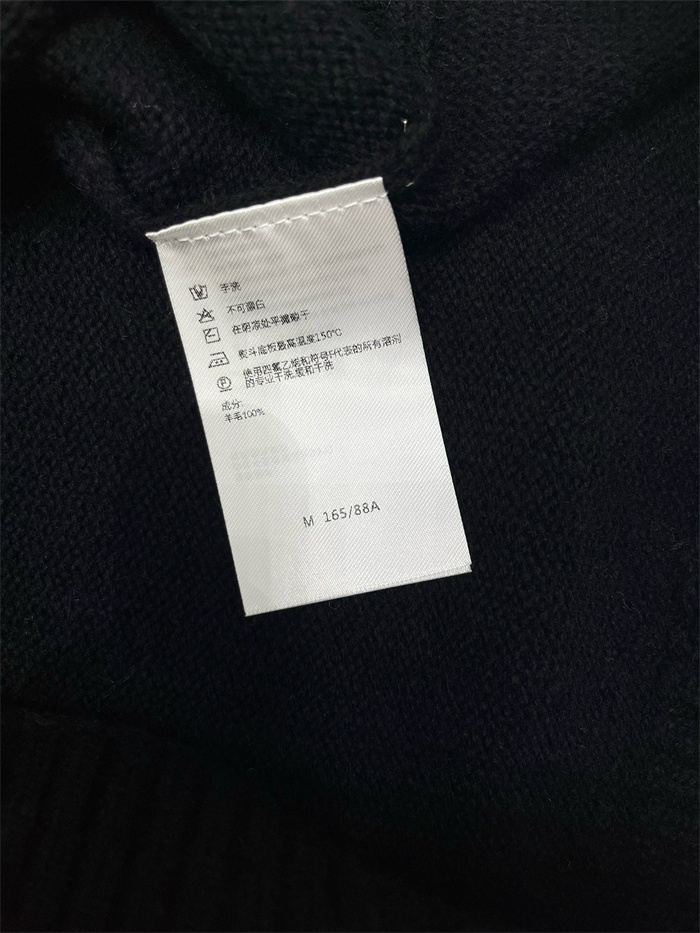 手洗
不可漂白
在阴凉处平摊晾干
熨斗底板最高温度150℃
使用四氯乙烯和符号F代表的所有溶剂
的专业干洗.缓和干洗
成分:
羊毛100%
M 165/88A